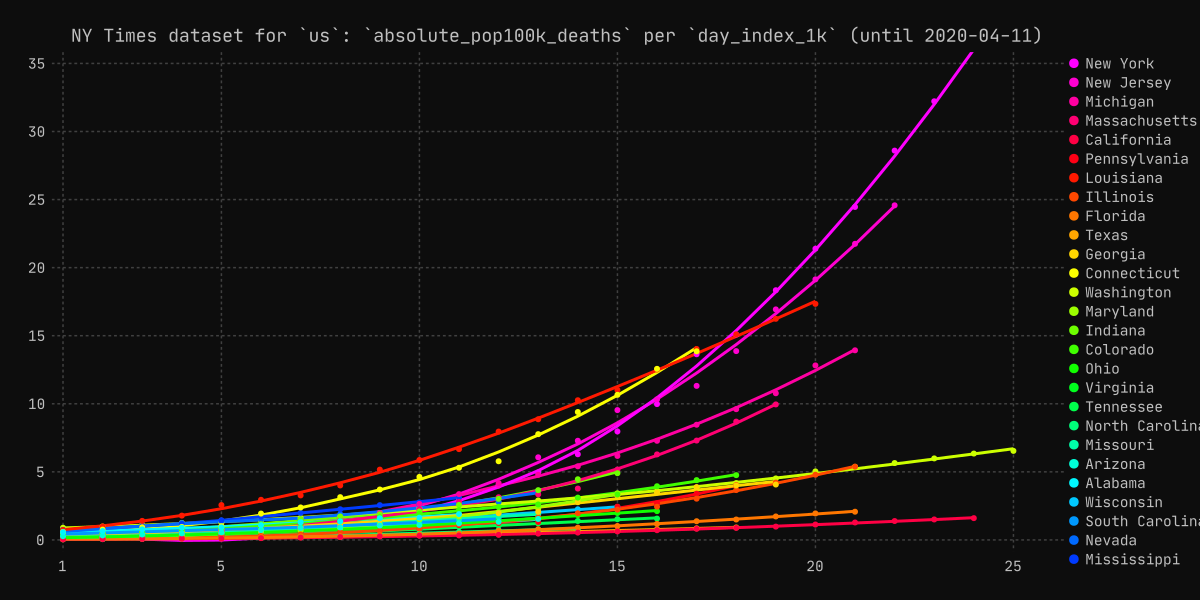 NY Times dataset for `us`: `absolute_pop100k_deaths` per `day_index_1k` (until 2020-04-11)
35
30
25
20
15
10
5
0
1 5 10 15 20 25
New York
New Jersey
Michigan
Massachusetts
California
Pennsylvania
Louisiana
Illinois
Florida
Texas
Georgia
Connecticut
Washington
Maryland
Indiana
Colorado
Ohio
Virginia
Tennessee
North Carolina
Missouri
Arizona
Alabama
Wisconsin
South Carolina
Nevada
Mississippi